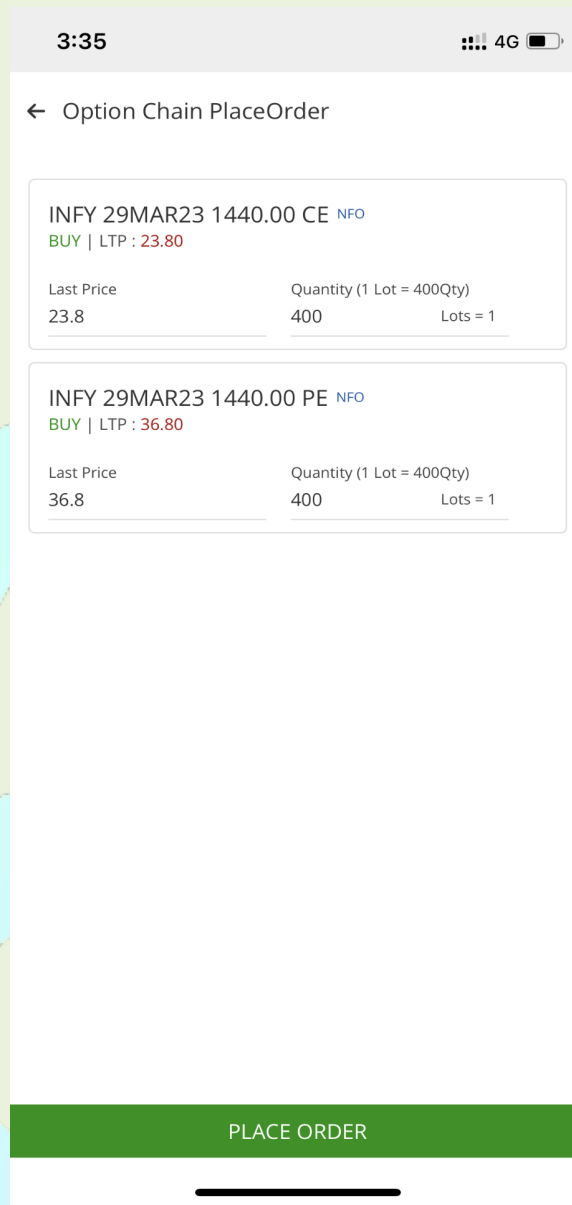 3:35 4G
← Option Chain PlaceOrder
INFY 29MAR23 1440.00 CE NFO
BUY | LTP : 23.80
Last Price Quantity (1 Lot = 400Qty)
23.8 400 Lots = 1
INFY 29MAR23 1440.00 PE NFO
BUY | LTP : 36.80
Last Price Quantity (1 Lot = 400Qty)
36.8 400 Lots = 1
PLACE ORDER